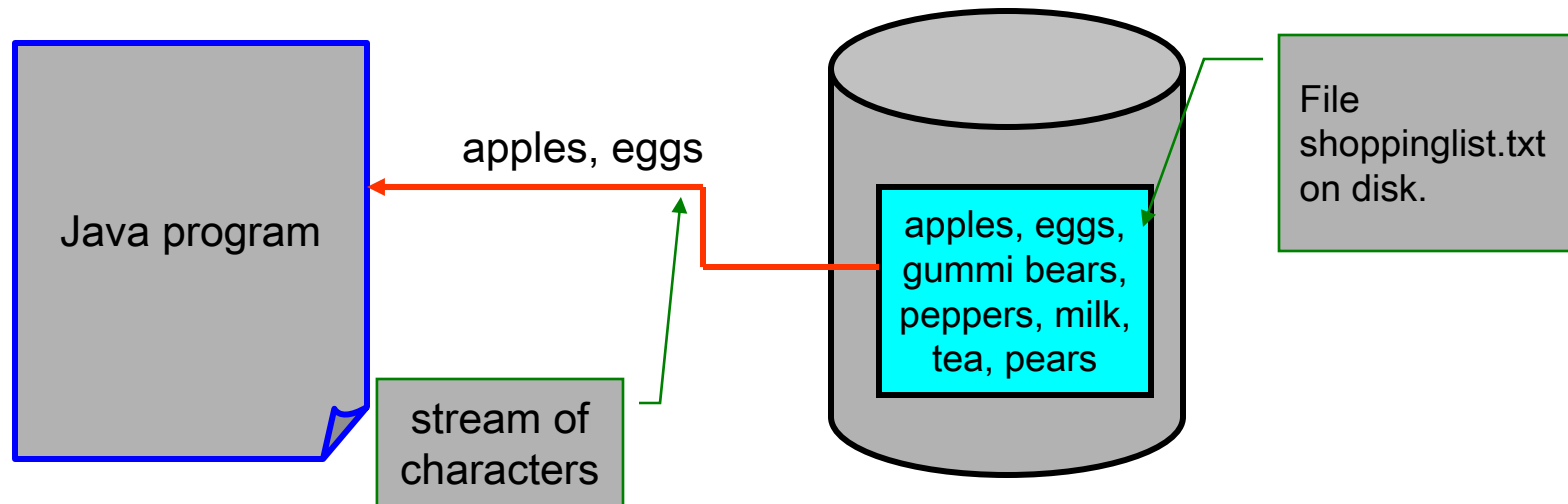 Java program
apples, eggs
stream of
characters
apples, eggs,
gummi bears,
peppers, milk,
tea, pears
File
shoppinglist.txt
on disk.